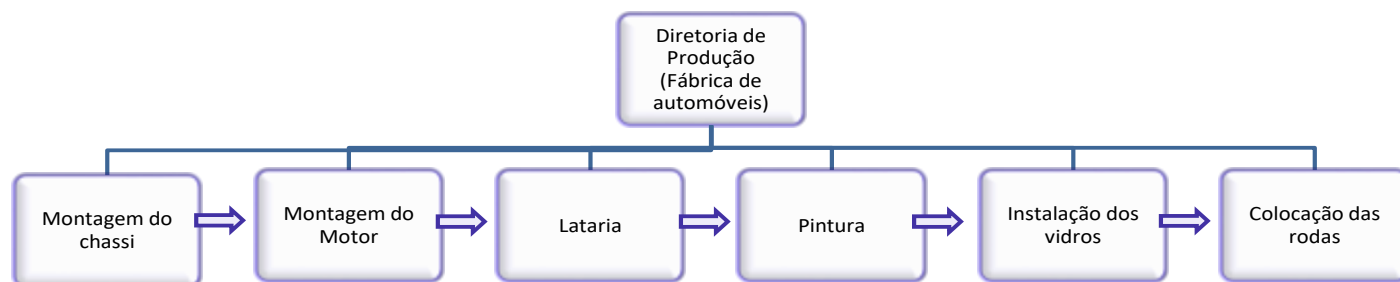 Diretoria de
Produção
(Fábrica de
automóveis)
Montagem do
chassi
Montagem do
Motor
Lataria
Pintura
Instalação dos
vidros
Colocação das
rodas